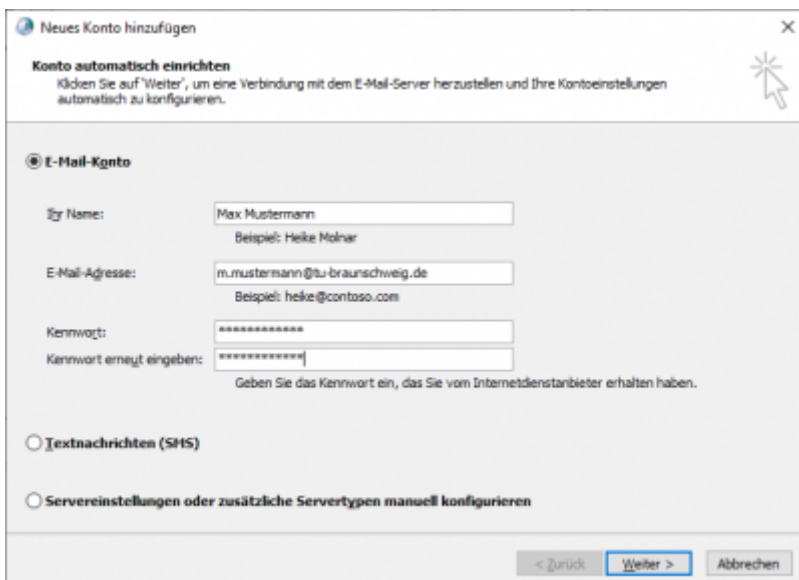 Neues Konto hinzufügen
Konto automatisch einrichten
Klicken Sie auf 'Weiter', um eine Verbindung mit dem E-Mail-Server herzustellen und Ihre Kontoeinstellungen
automatisch zu konfigurieren.
E-Mail-Konto
Ihr Name: Max Mustermann
Beispiel: Heike Molnar
E-Mail-Adresse: m.mustermann@tu-braunschweig.de
Beispiel: heike@contoso.com
Kennwort: ************
Kennwort erneut eingeben: ************
Geben Sie das Kennwort ein, das Sie vom Internetdienstanbieter erhalten haben.
Textnachrichten (SMS)
Servereinstellungen oder zusätzliche Servertypen manuell konfigurieren
< Zurück Weiter > Abbrechen